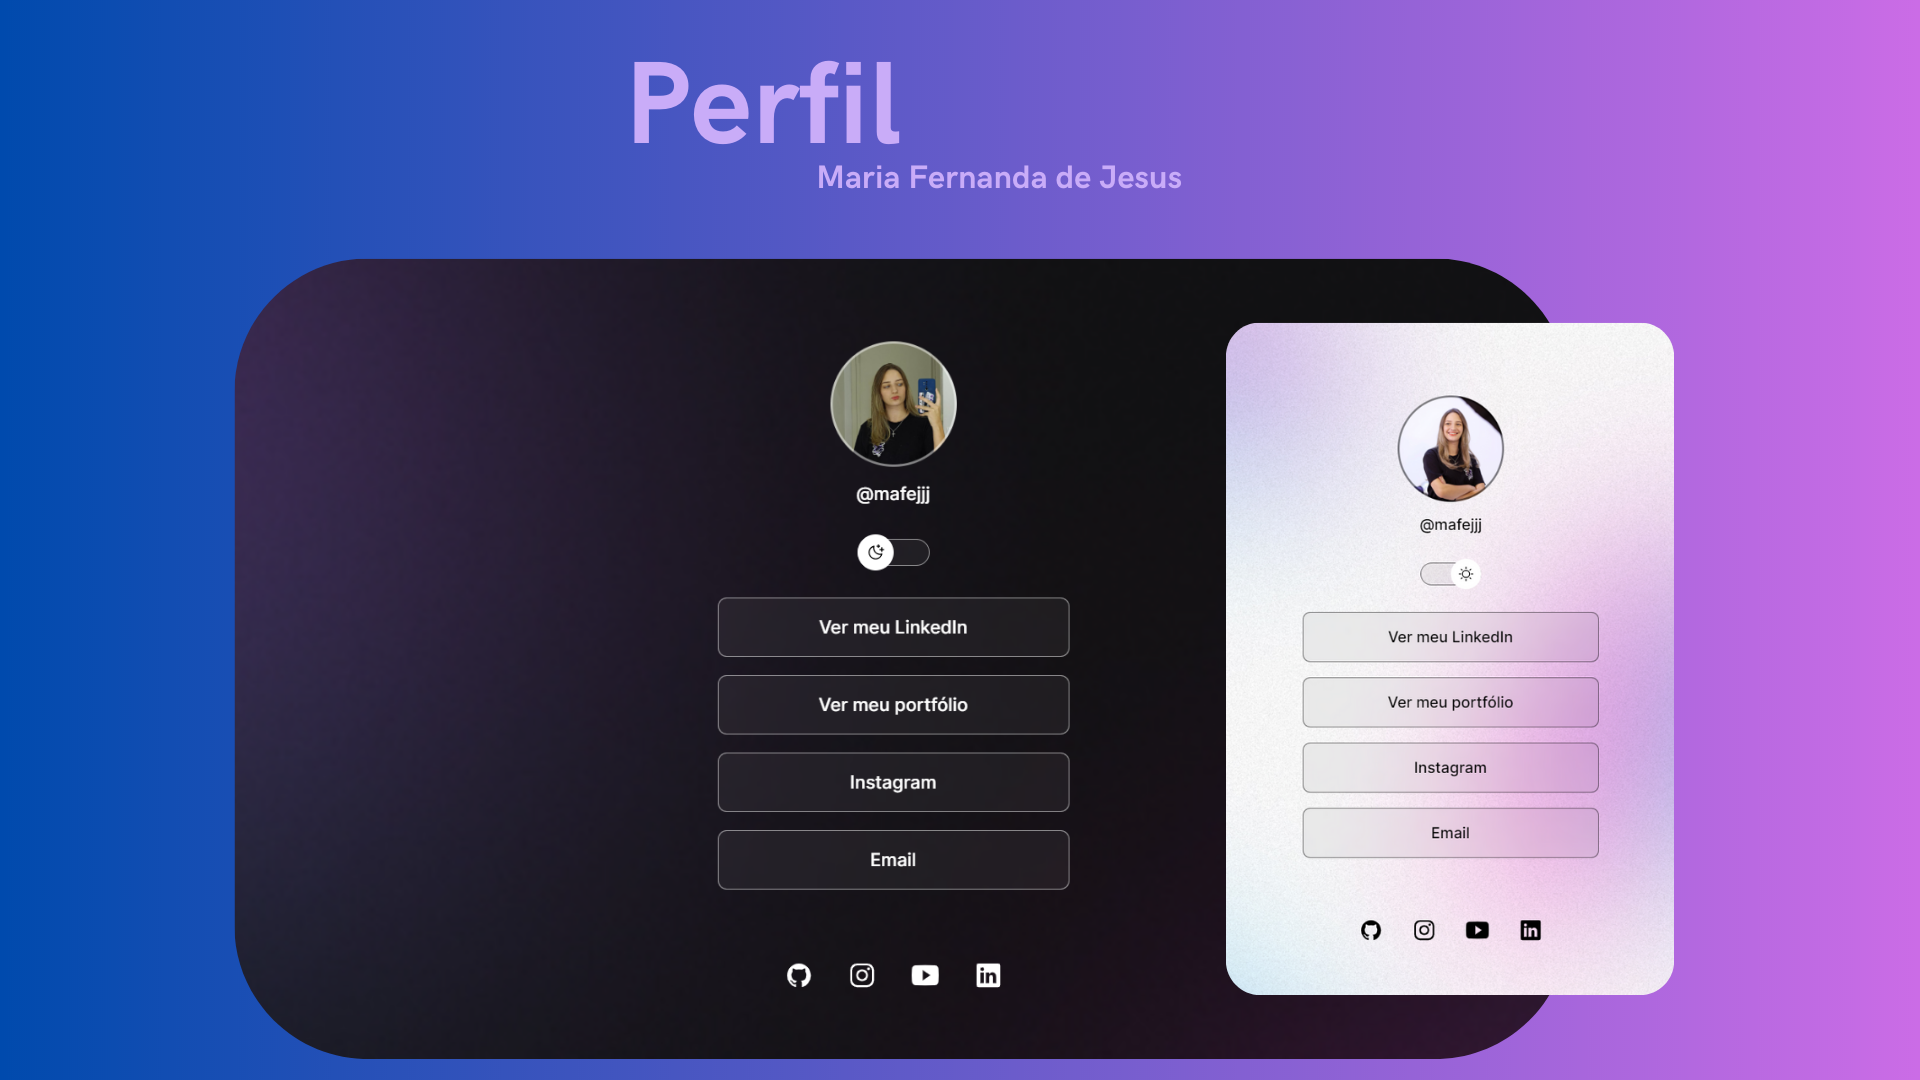 Perfil
Maria Fernanda de Jesus
@mafejjj
Ver meu LinkedIn
Ver meu portfólio
Instagram
Email
@mafejjj
Ver meu LinkedIn
Ver meu portfólio
Instagram
Email